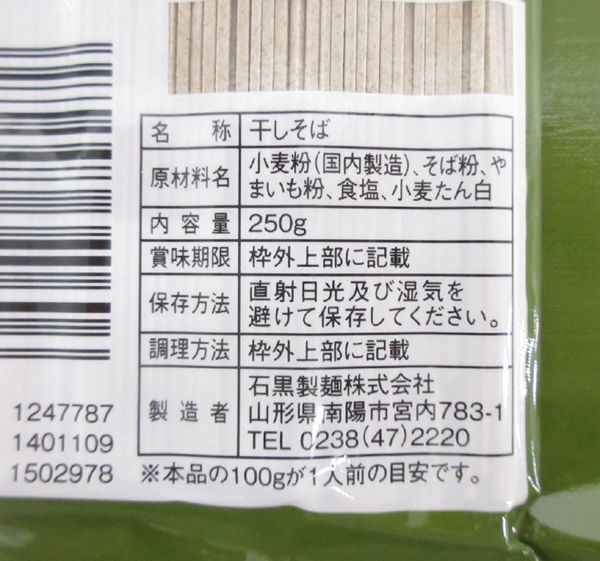 名称 干しそば
原材料名 小麦粉(国内製造)、そば粉、や
まいも粉、食塩、小麦たん白
内容量 250g
賞味期限 枠外上部に記載
保存方法 直射日光及び湿気を
避けて保存してください。
調理方法 枠外上部に記載
製造者 石黒製麺株式会社
山形県南陽市宮内783-1
TEL 0238(47)2220
※本品の100gが1人前の目安です。
1247787
1401109
1502978